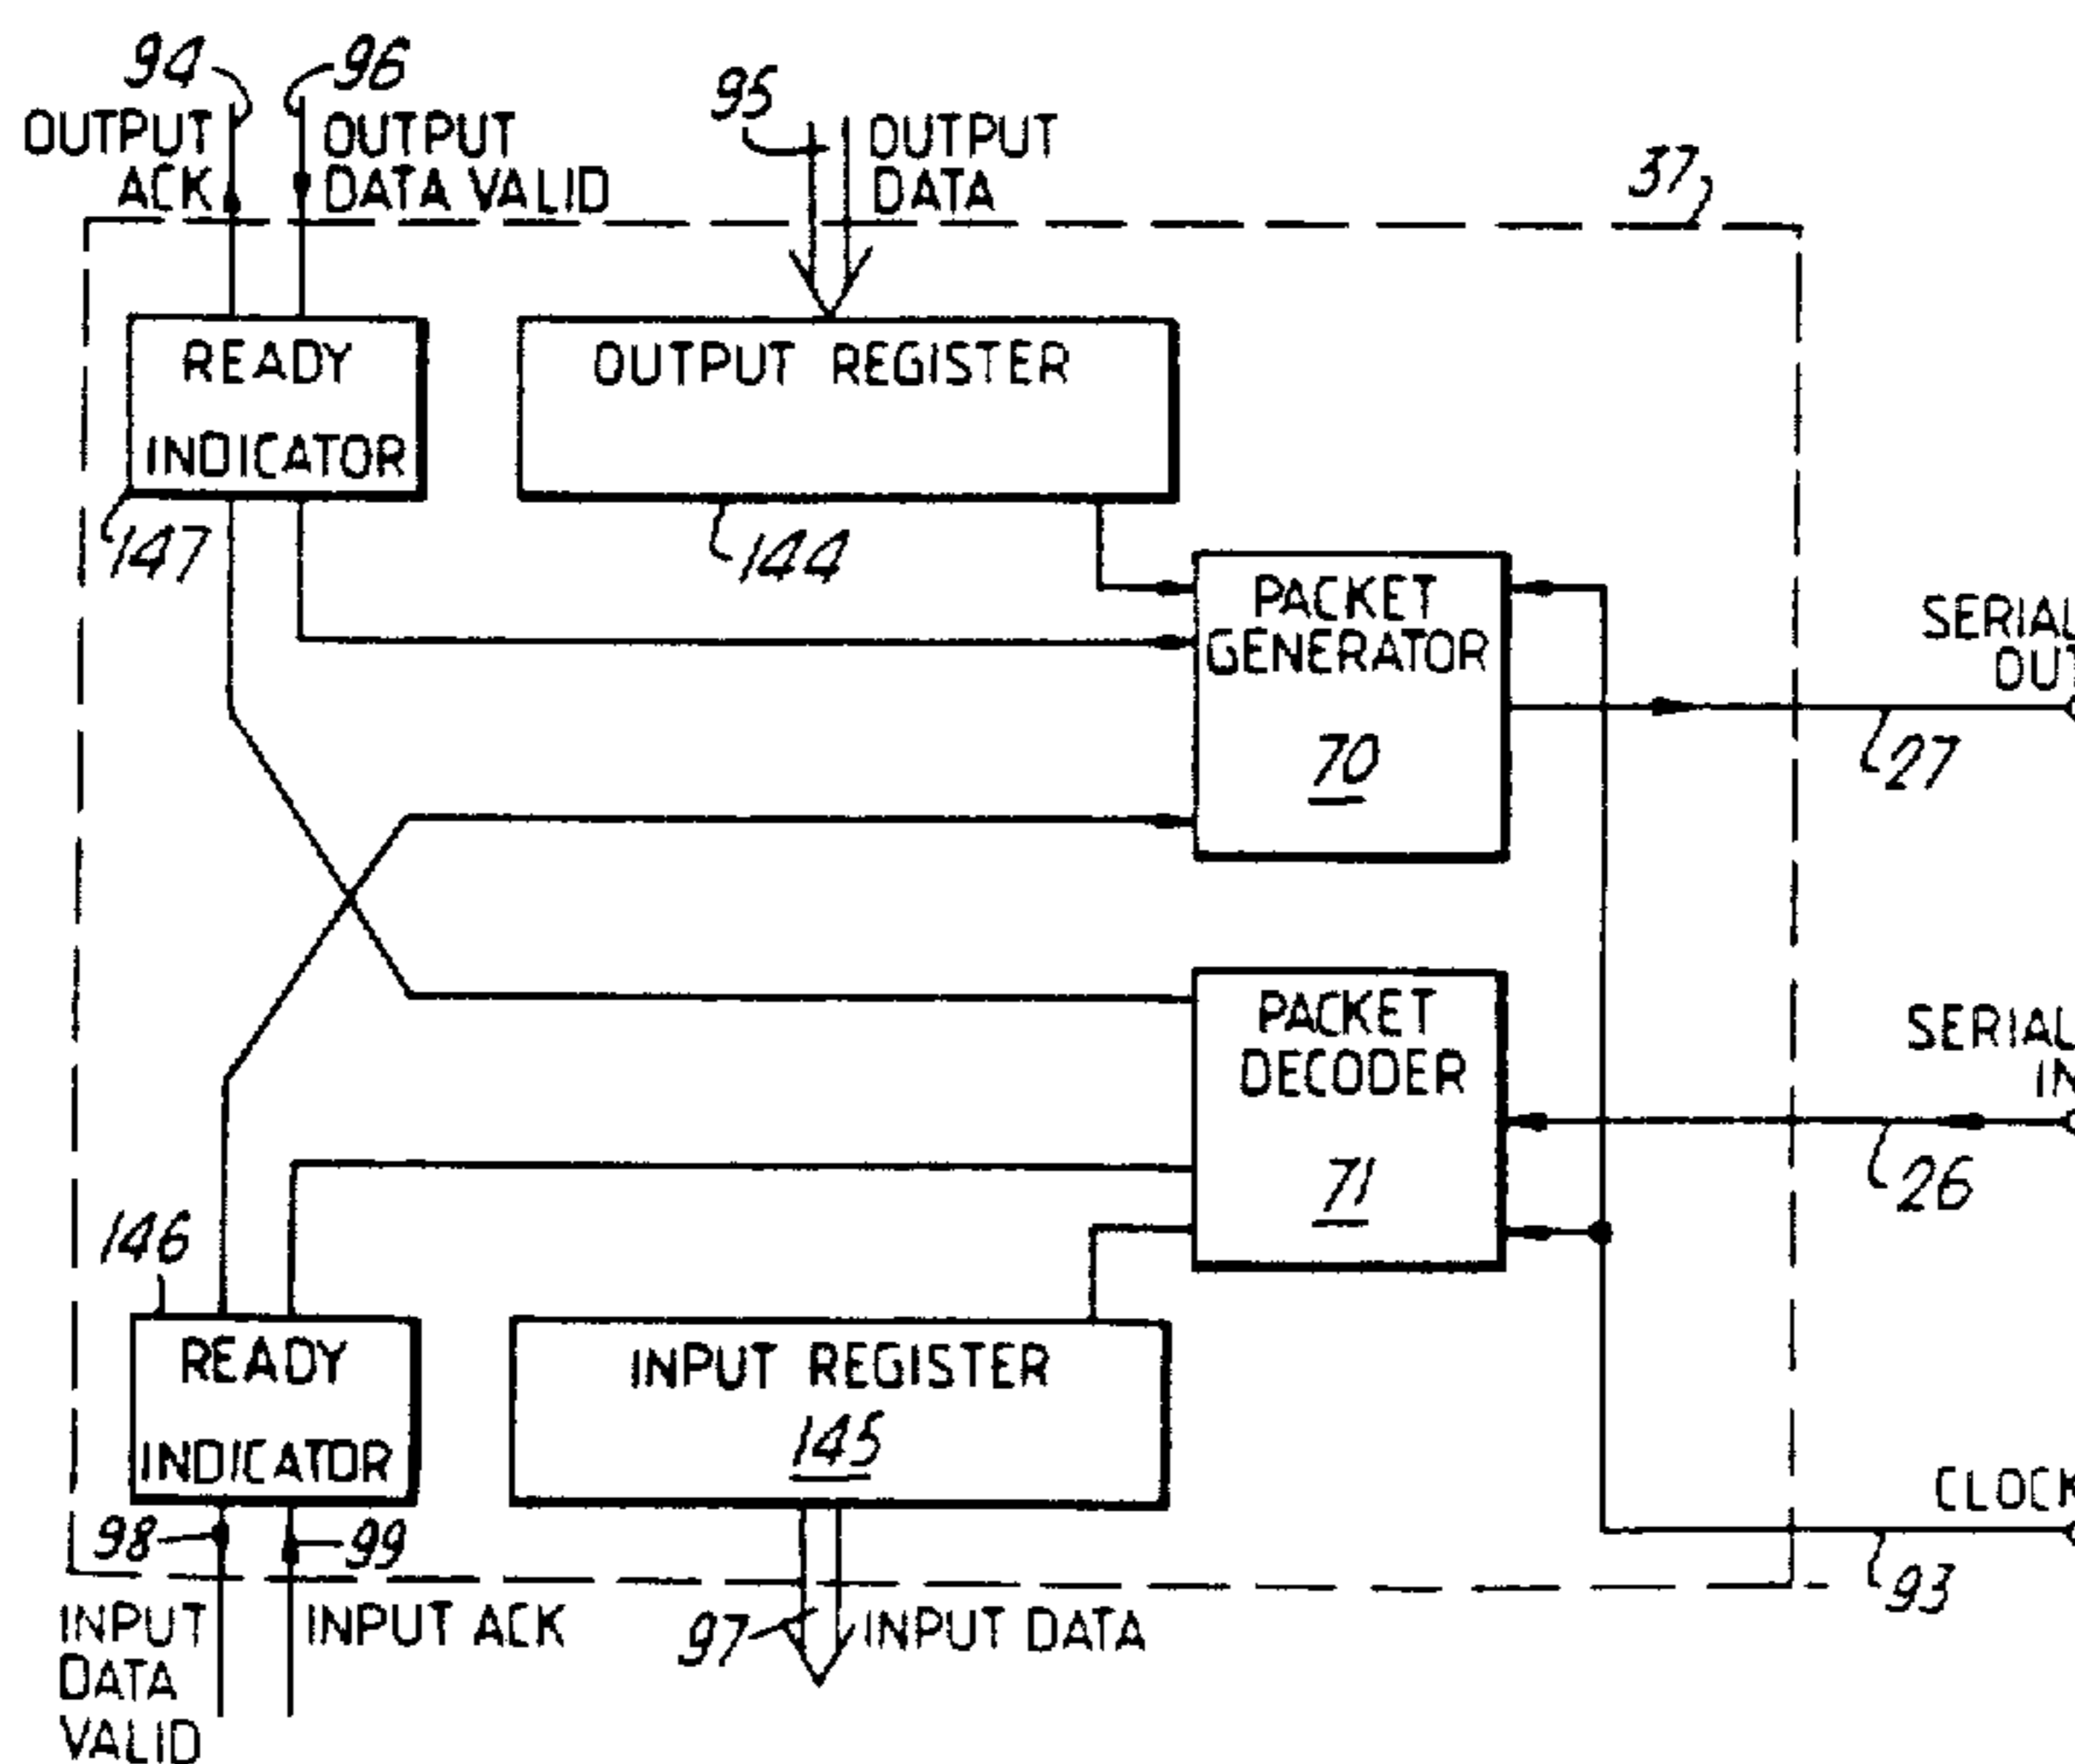 94
96
95
OUTPUT
ACK
OUTPUT
DATA VALID
OUTPUT
DATA
37
READY
INDICATOR
147
OUTPUT REGISTER
144
PACKET
GENERATOR
70
SERIAL
OUT
27
PACKET
DECODER
71
SERIAL
IN
26
146
READY
INDICATOR
INPUT REGISTER
145
CLOCK
93
98
99
97
INPUT
DATA
VALID
INPUT ACK
INPUT DATA